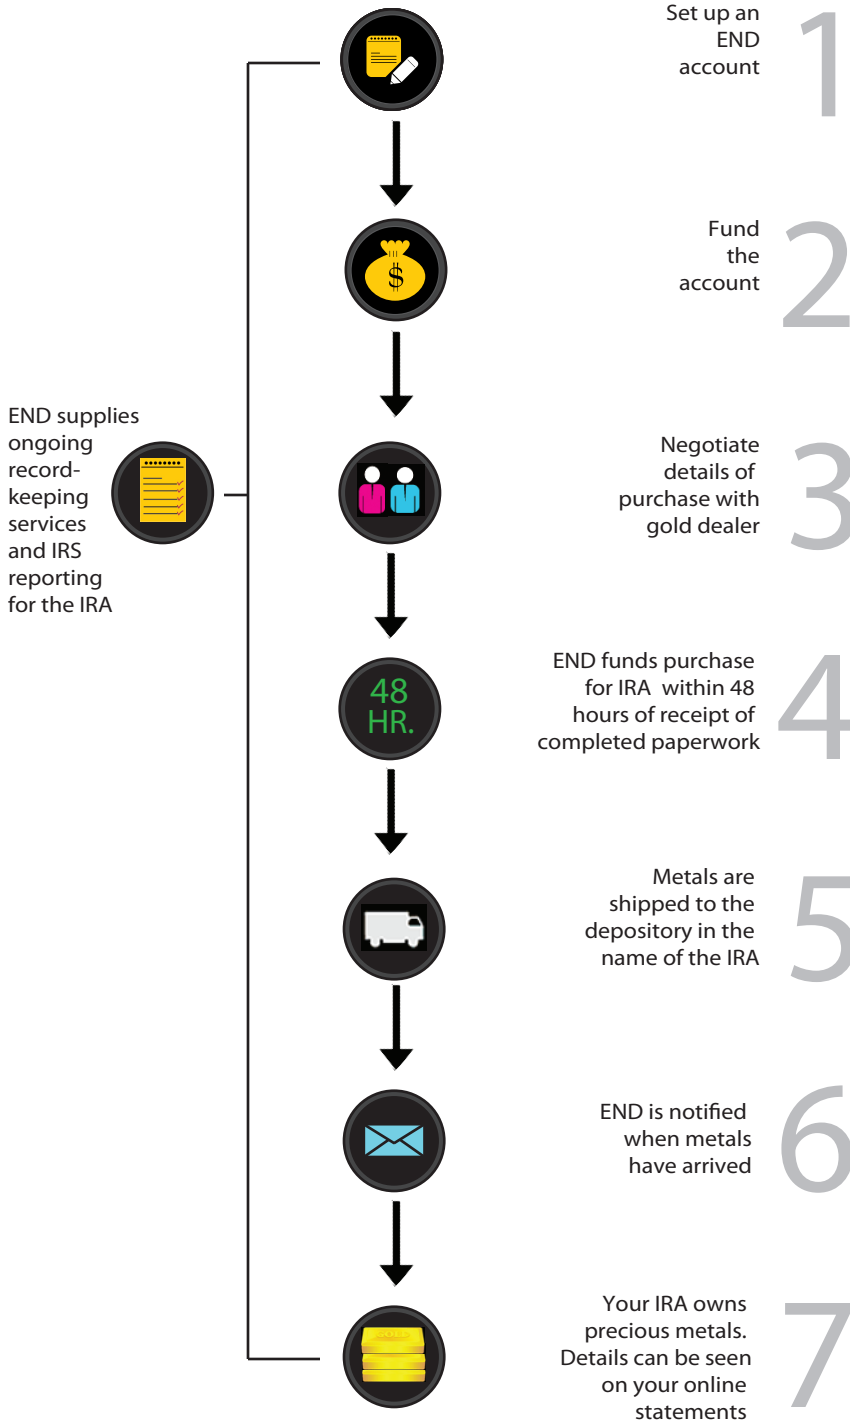 Set up an
END
account
1
Fund
the
account
2
$
END supplies
ongoing
record-
keeping
services
and IRS
reporting
for the IRA
Negotiate
details of
purchase with
gold dealer
3
48
HR.
END funds purchase
for IRA within 48
hours of receipt of
completed paperwork
4
Metals are
shipped to the
depository in the
name of the IRA
5
END is notified
when metals
have arrived
6
GOLD
Your IRA owns
precious metals.
Details can be seen
on your online
statements
7